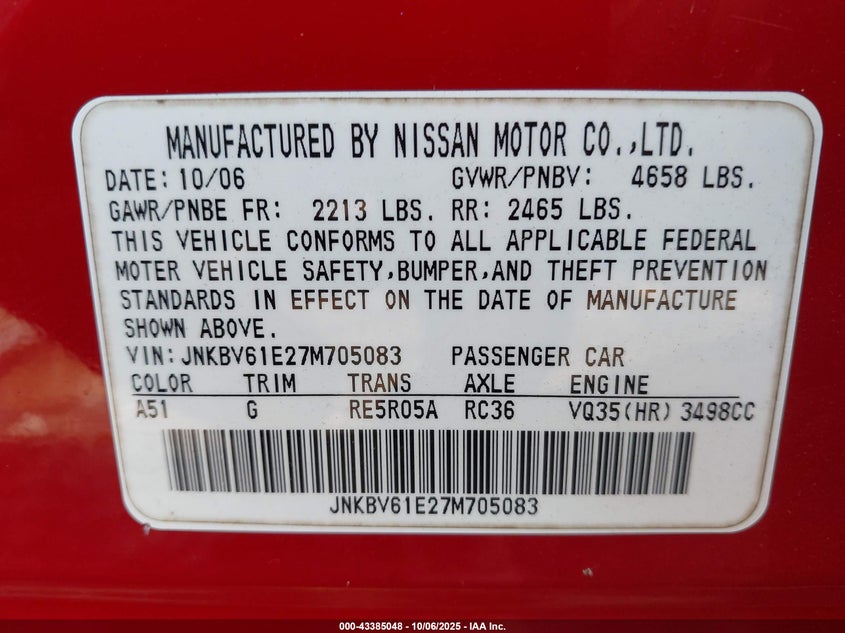 MANUFACTURED BY NISSAN MOTOR CO.,LTD.
DATE: 10/06 GVWR/PNBV: 4658 LBS.
GAWR/PNBE FR: 2213 LBS. RR: 2465 LBS.
THIS VEHICLE CONFORMS TO ALL APPLICABLE FEDERAL
MOTER VEHICLE SAFETY,BUMPER,AND THEFT PREVENTION
STANDARDS IN EFFECT ON THE DATE OF MANUFACTURE
SHOWN ABOVE.
VIN: JNKBV61E27M705083 PASSENGER CAR
COLOR TRIM TRANS AXLE ENGINE
A51 G RE5R05A RC36 VQ35(HR) 3498CC
JNKBV61E27M705083
000-43385048 - 10/06/2025 - IAA Inc.